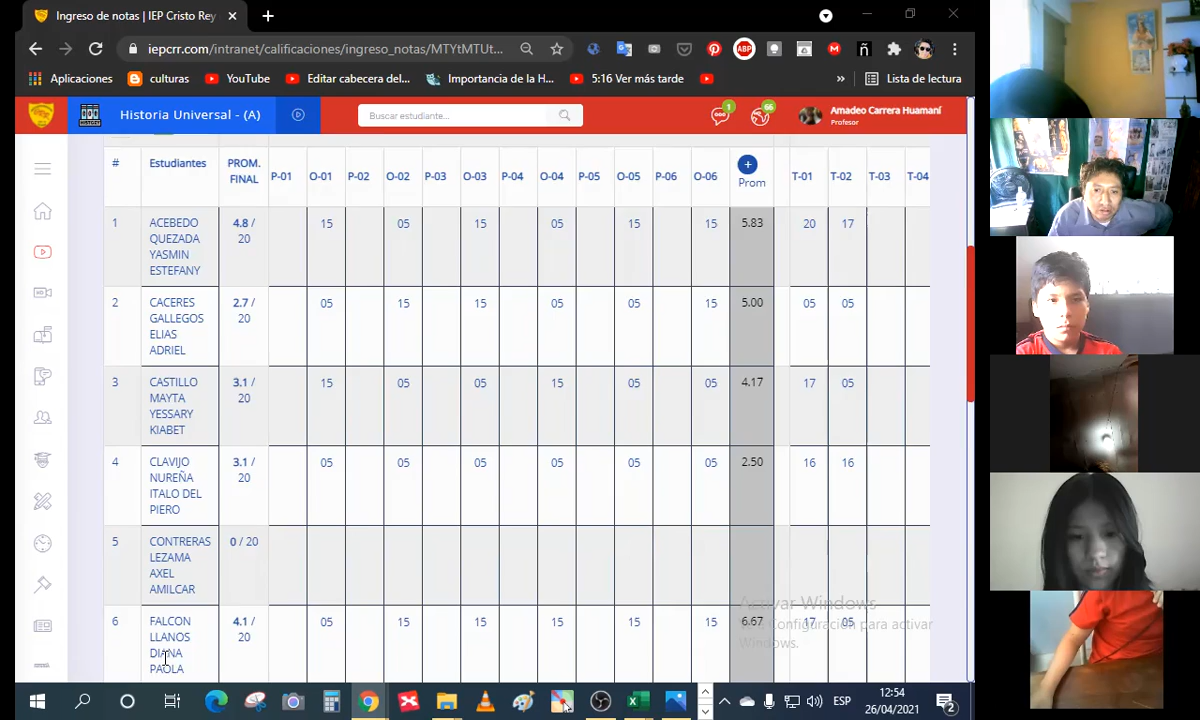 Ingreso de notas | IEP Cristo Rey
iepcrr.com/intranet/calificaciones/ingreso_notas/MTYtMTUt...
Aplicaciones culturas YouTube Editar cabecera del... Importancia de la H... 5:16 Ver más tarde » Lista de lectura
Historia Universal - (A) Buscar estudiante... 1 66 Amadeo Carrera Huamaní
Profesor
# Estudiantes PROM. FINAL P-01 O-01 P-02 O-02 P-03 O-03 P-04 O-04 P-05 O-05 P-06 O-06 Prom T-01 T-02 T-03 T-04
1 ACEBEDO QUEZADA YASMIN ESTEFANY 4.8 / 20 15 05 15 05 15 15 5.83 20 17
2 CACERES GALLEGOS ELIAS ADRIEL 2.7 / 20 05 15 15 05 05 15 5.00 05 05
3 CASTILLO MAYTA YESSARY KIABET 3.1 / 20 15 05 05 15 05 05 4.17 17 05
4 CLAVIJO NUREÑA ITALO DEL PIERO 3.1 / 20 05 05 05 05 05 05 2.50 16 16
5 CONTRERAS LEZAMA AXEL AMILCAR 0 / 20
6 FALCON LLANOS DIANA PAOLA 4.1 / 20 05 15 15 15 15 15 6.67 17 05
Activar Windows
Configuración para activar
Windows.
ESP 12:54
26/04/2021 2